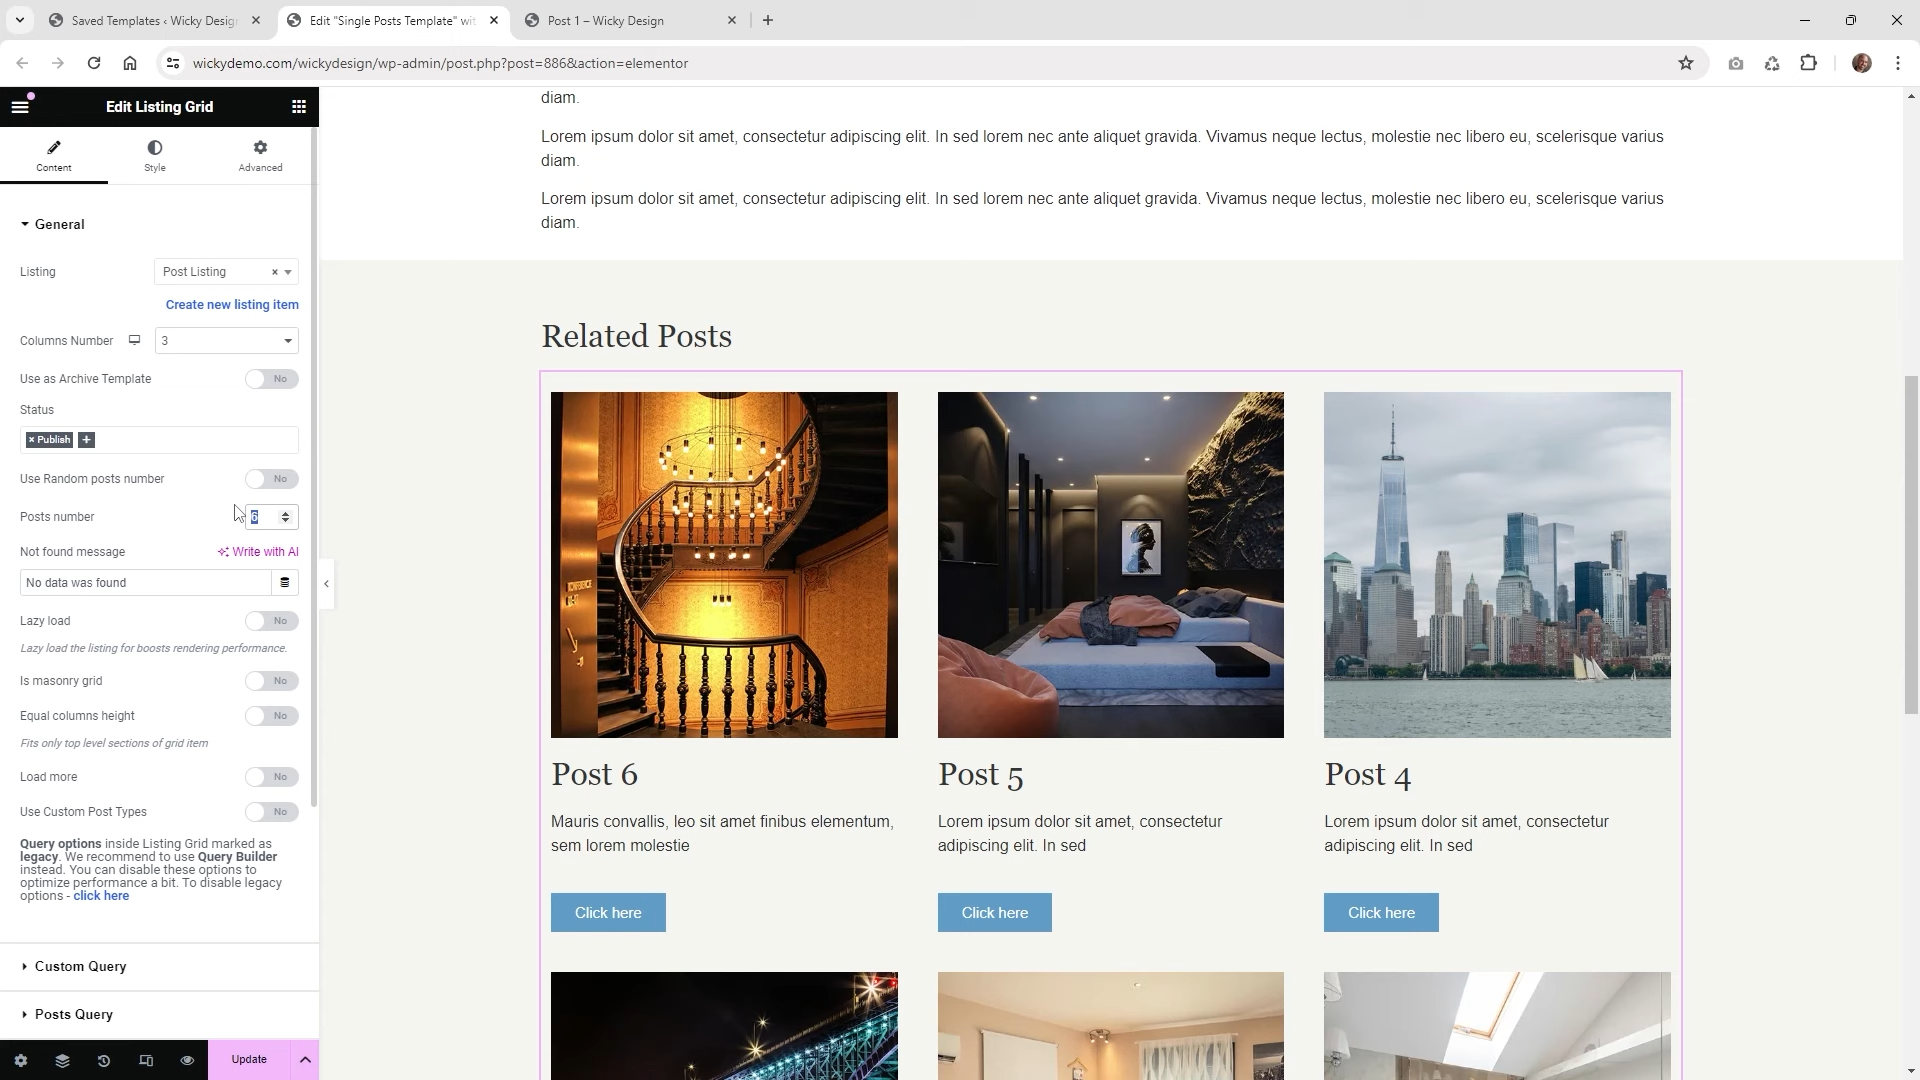 Saved Templates ‹ Wicky Design
Edit "Single Posts Template" wit
Post 1 – Wicky Design
wickydemo.com/wickydesign/wp-admin/post.php?post=886&action=elementor
Edit Listing Grid
Content
Style
Advanced
General
Listing
Post Listing
Create new listing item
Columns Number
3
Use as Archive Template
No
Status
× Publish +
Use Random posts number
No
Posts number
6
Not found message
Write with AI
No data was found
Lazy load
No
Lazy load the listing for boosts rendering performance.
Is masonry grid
No
Equal columns height
No
Fits only top level sections of grid item
Load more
No
Use Custom Post Types
No
Query options inside Listing Grid marked as
legacy. We recommend to use Query Builder
instead. You can disable these options to
optimize performance a bit. To disable legacy
options - click here
Custom Query
Posts Query
Update
diam.
Lorem ipsum dolor sit amet, consectetur adipiscing elit. In sed lorem nec ante aliquet gravida. Vivamus neque lectus, molestie nec libero eu, scelerisque varius
diam.
Lorem ipsum dolor sit amet, consectetur adipiscing elit. In sed lorem nec ante aliquet gravida. Vivamus neque lectus, molestie nec libero eu, scelerisque varius
diam.
Related Posts
Post 6
Mauris convallis, leo sit amet finibus elementum,
sem lorem molestie
Click here
Post 5
Lorem ipsum dolor sit amet, consectetur
adipiscing elit. In sed
Click here
Post 4
Lorem ipsum dolor sit amet, consectetur
adipiscing elit. In sed
Click here